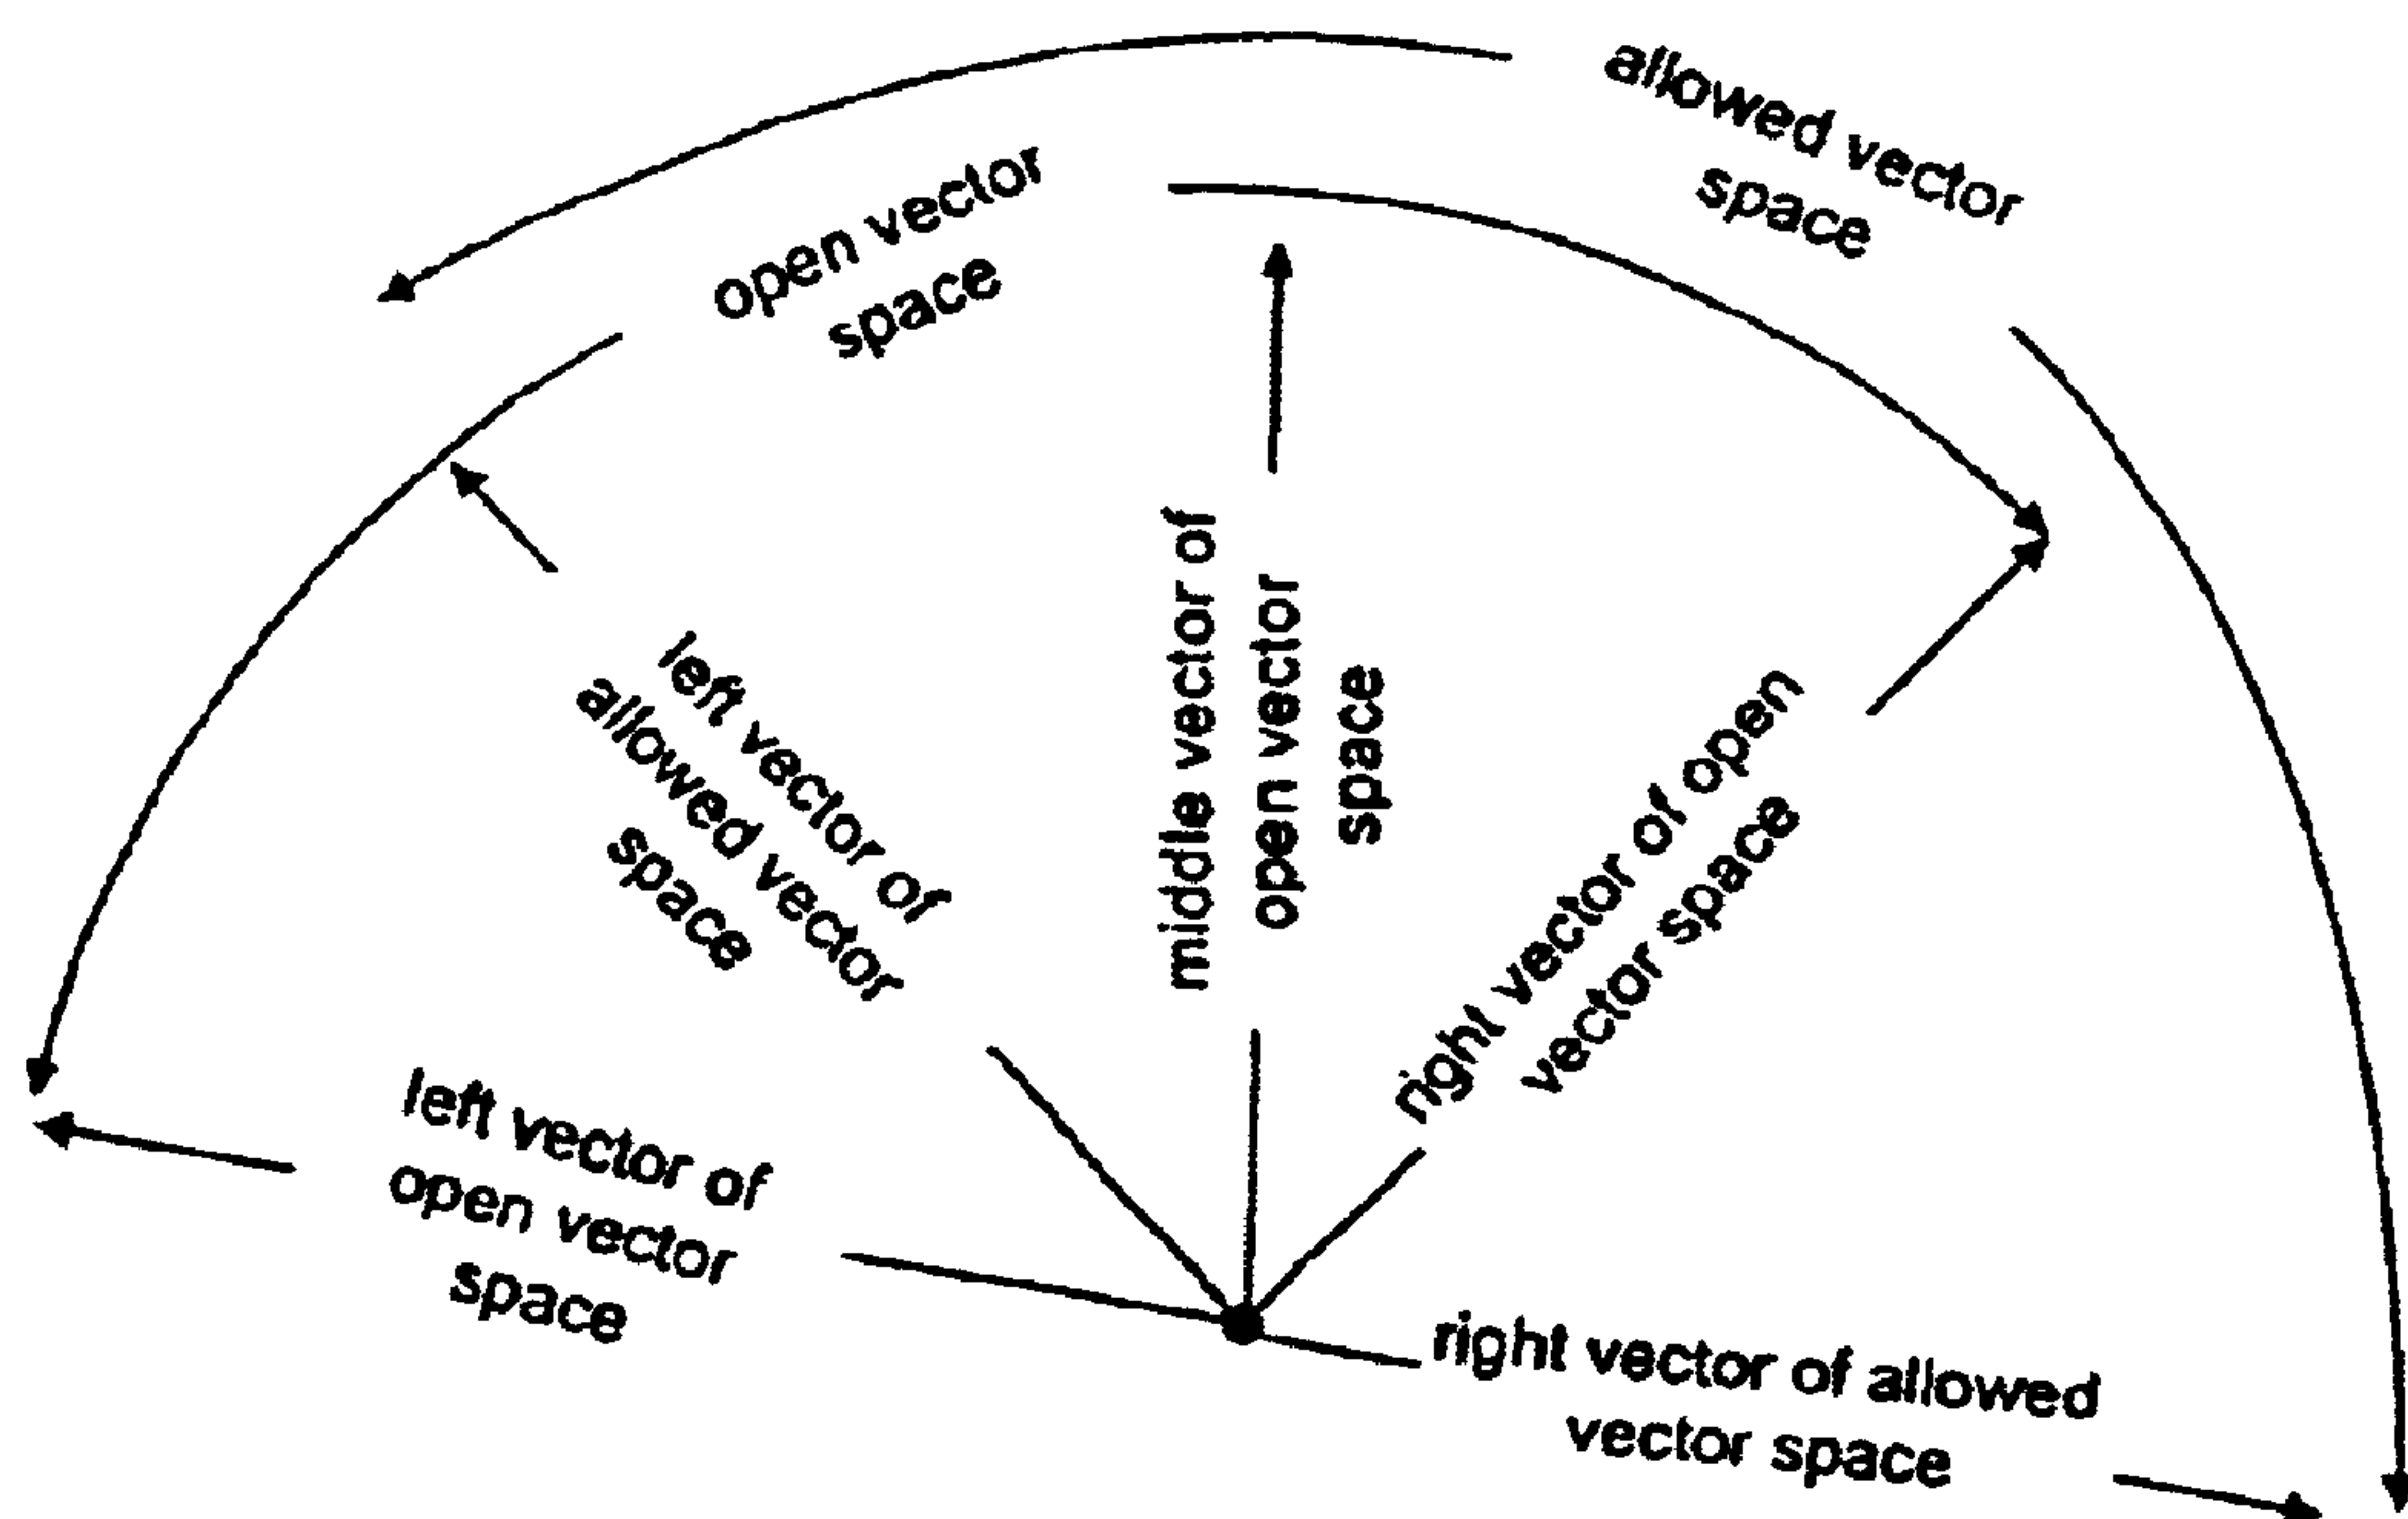 allowed vector
space
open vector
space
middle vector of
open vector
space
left vector of
allowed vector
space
right vector of open
vector space
left vector of
open vector
space
right vector of allowed
vector space